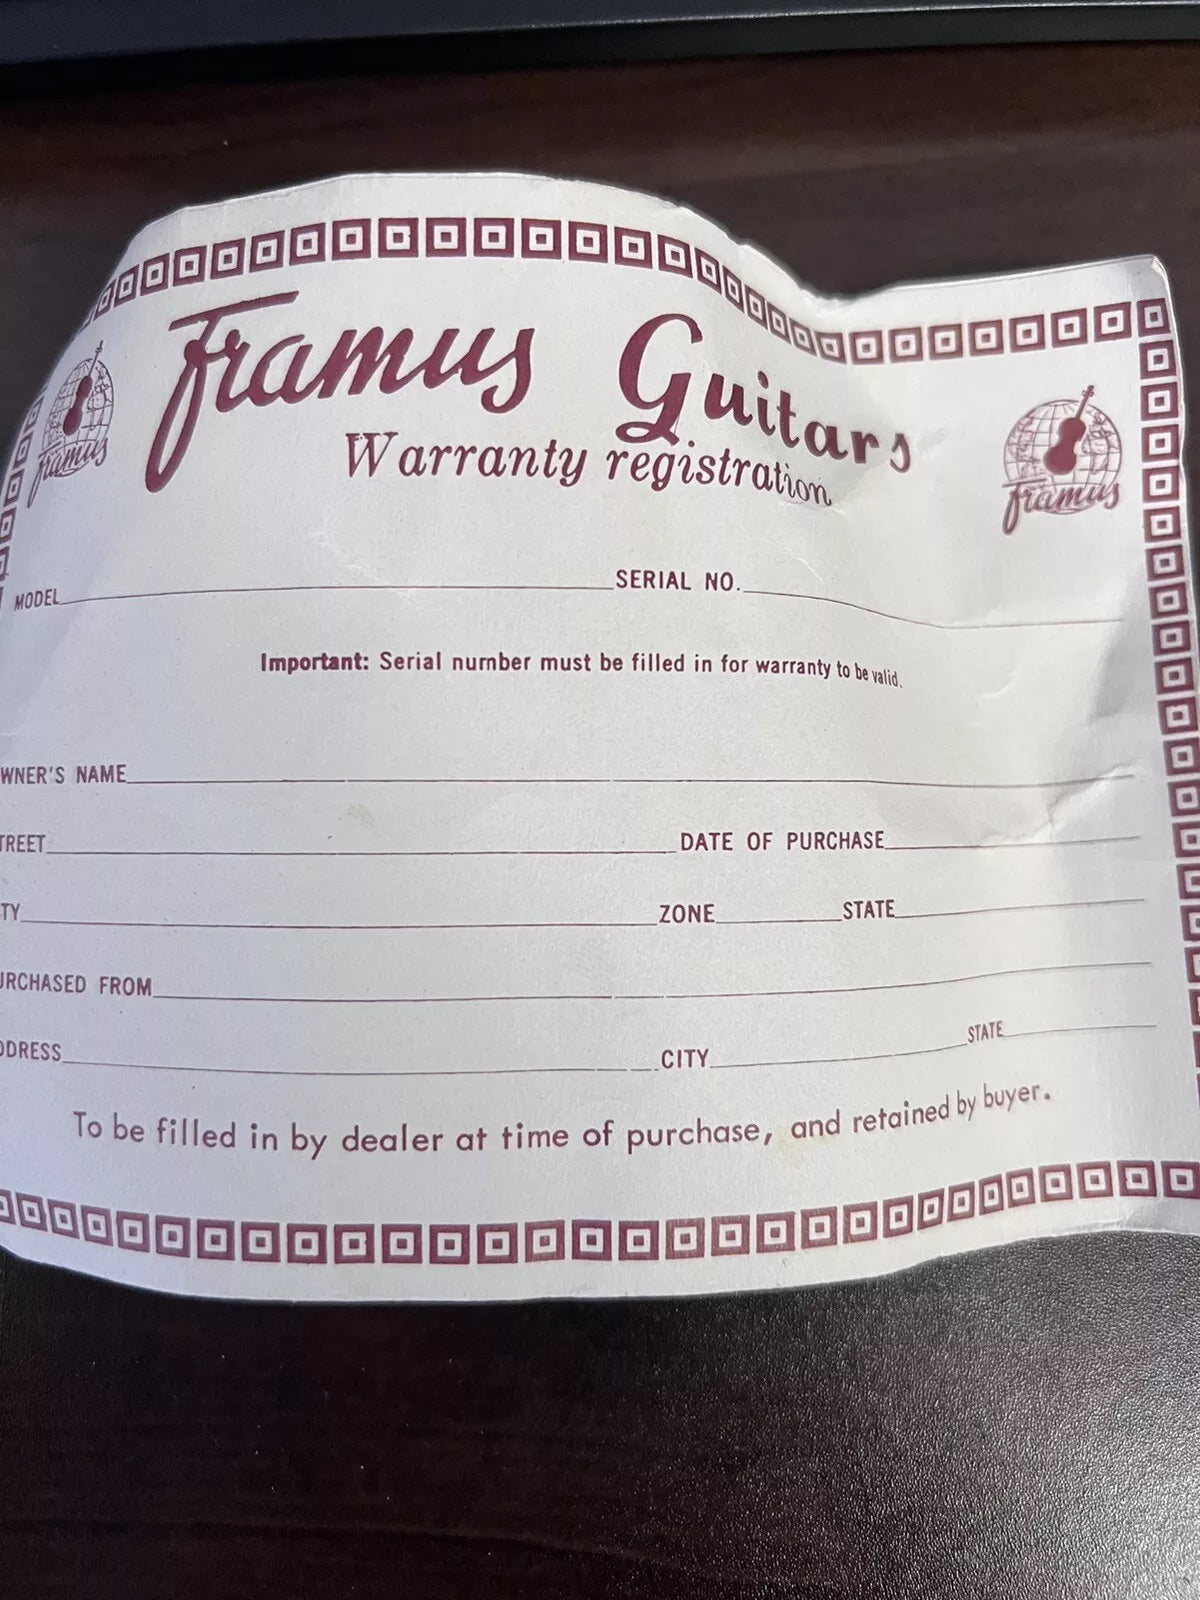 Framus Guitars
Warranty registration
framus
framus
MODEL SERIAL NO.
Important: Serial number must be filled in for warranty to be valid.
WNER'S NAME
TREET DATE OF PURCHASE
TY ZONE STATE
URCHASED FROM
DDRESS CITY STATE
To be filled in by dealer at time of purchase, and retained by buyer.